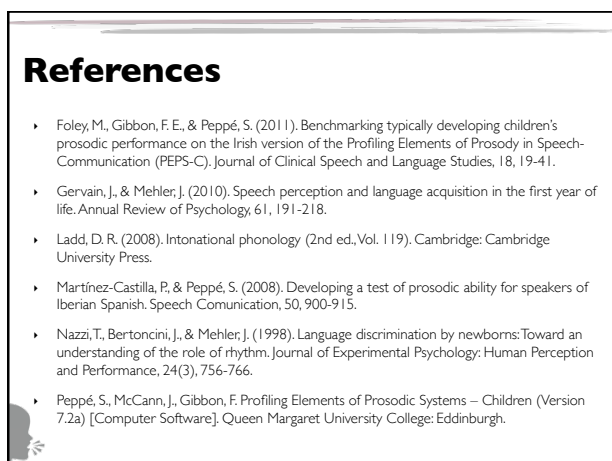 References
‣ Foley, M., Gibbon, F. E., & Peppé, S. (2011). Benchmarking typically developing children’s
prosodic performance on the Irish version of the Profiling Elements of Prosody in Speech-
Communication (PEPS-C). Journal of Clinical Speech and Language Studies, 18, 19-41.
‣ Gervain, J., & Mehler, J. (2010). Speech perception and language acquisition in the first year of
life. Annual Review of Psychology, 61, 191-218.
‣ Ladd, D. R. (2008). Intonational phonology (2nd ed., Vol. 119). Cambridge: Cambridge
University Press.
‣ Martínez-Castilla, P., & Peppé, S. (2008). Developing a test of prosodic ability for speakers of
Iberian Spanish. Speech Comunication, 50, 900-915.
‣ Nazzi, T., Bertoncini, J., & Mehler, J. (1998). Language discrimination by newborns: Toward an
understanding of the role of rhythm. Journal of Experimental Psychology: Human Perception
and Performance, 24(3), 756-766.
‣ Peppé, S., McCann, J., Gibbon, F. Profiling Elements of Prosodic Systems – Children (Version
7.2a) [Computer Software]. Queen Margaret University College: Eddinburgh.